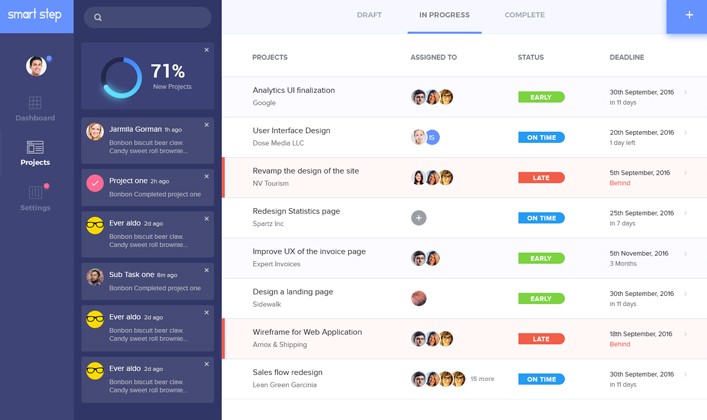 smart step
Dashboard
Projects
Settings
71%
New Projects
Jarmila Gorman 1h ago
Bonbon biscuit beer claw.
Candy sweet roll brownie...
Project one 2h ago
Bonbon Completed project one
Ever aldo 2d ago
Bonbon biscuit beer claw.
Candy sweet roll brownie...
Sub Task one 8m ago
Bonbon Completed project one
Ever aldo 2d ago
Bonbon biscuit beer claw.
Candy sweet roll brownie...
Ever aldo 2d ago
Bonbon biscuit beer claw.
Candy sweet roll brownie...
DRAFT IN PROGRESS COMPLETE
+
PROJECTS ASSIGNED TO STATUS DEADLINE
Analytics UI finalization EARLY 30th September, 2016
Google in 11 days
User Interface Design 15 ON TIME 20th September, 2016
Dose Media LLC 1 day left
Revamp the design of the site LATE 5th September, 2016
NV Tourism Behind
Redesign Statistics page + ON TIME 25th September, 2016
Spartz Inc in 7 days
Improve UX of the invoice page EARLY 5th November, 2016
Expert Invoices 3 Months
Design a landing page EARLY 30th September, 2016
Sidewalk in 11 days
Wireframe for Web Application LATE 18th September, 2016
Amox & Shipping Behind
Sales flow redesign 15 more ON TIME 30th September, 2016
Lean Green Garcinia in 11 days